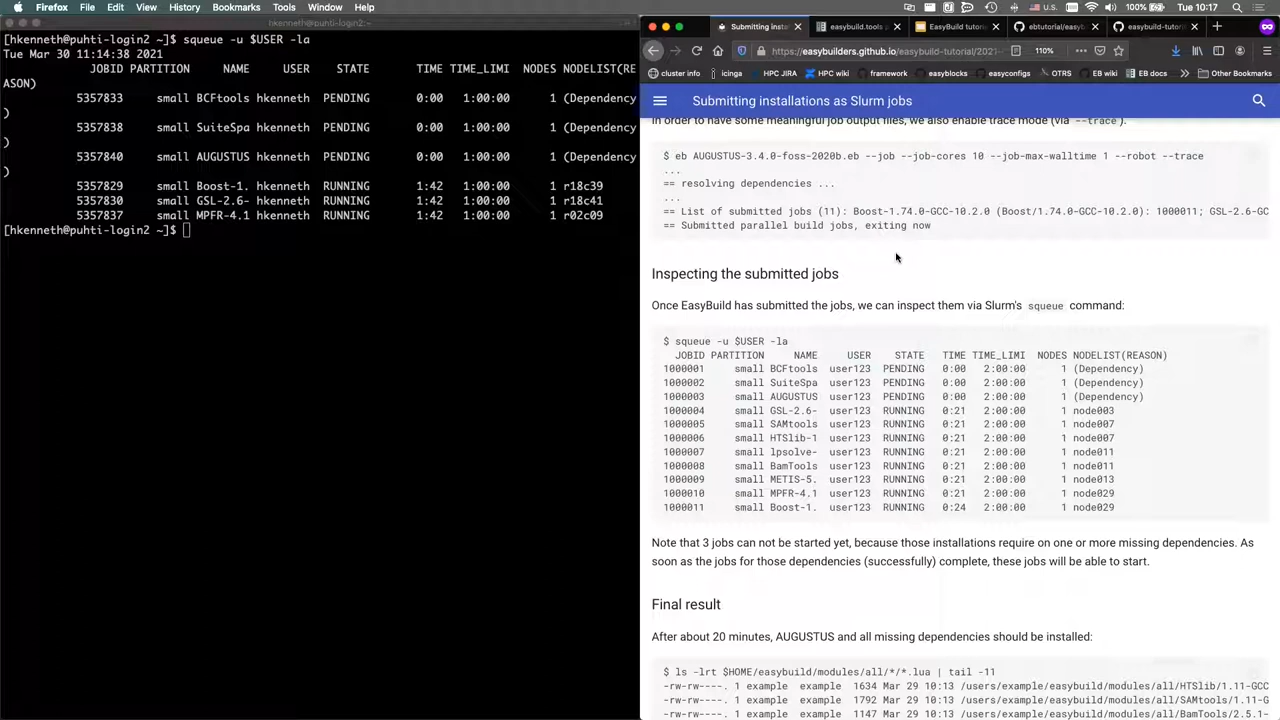 Firefox File Edit View History Bookmarks Tools Window Help
U.S. 100% Tue 10:17
hkenneth@puhti-login2:~
[hkenneth@puhti-login2 ~]$ squeue -u $USER -la
Tue Mar 30 11:14:38 2021
JOBID PARTITION NAME USER STATE TIME TIME_LIMI NODES NODELIST(RE
ASON)
5357833 small BCFtools hkenneth PENDING 0:00 1:00:00 1 (Dependency
)
5357838 small SuiteSpa hkenneth PENDING 0:00 1:00:00 1 (Dependency
)
5357840 small AUGUSTUS hkenneth PENDING 0:00 1:00:00 1 (Dependency
)
5357829 small Boost-1. hkenneth RUNNING 1:42 1:00:00 1 r18c39
5357830 small GSL-2.6- hkenneth RUNNING 1:42 1:00:00 1 r18c41
5357837 small MPFR-4.1 hkenneth RUNNING 1:42 1:00:00 1 r02c09
[hkenneth@puhti-login2 ~]$
Submitting install easybuild.tools EasyBuild tutorial ebtutorial/easyb easybuild-tutorial
https://easybuilders.github.io/easybuild-tutorial/2021- 110%
cluster info icinga HPC JIRA HPC wiki framework easyblocks easyconfigs OTRS EB wiki EB docs Other Bookmarks
Submitting installations as Slurm jobs
In order to have some meaningful job output files, we also enable trace mode (via --trace).
$ eb AUGUSTUS-3.4.0-foss-2020b.eb --job --job-cores 10 --job-max-walltime 1 --robot --trace
...
== resolving dependencies ...
...
== List of submitted jobs (11): Boost-1.74.0-GCC-10.2.0 (Boost/1.74.0-GCC-10.2.0): 1000011; GSL-2.6-GC
== Submitted parallel build jobs, exiting now
Inspecting the submitted jobs
Once EasyBuild has submitted the jobs, we can inspect them via Slurm's squeue command:
$ squeue -u $USER -la
JOBID PARTITION NAME USER STATE TIME TIME_LIMI NODES NODELIST(REASON)
1000001 small BCFtools user123 PENDING 0:00 2:00:00 1 (Dependency)
1000002 small SuiteSpa user123 PENDING 0:00 2:00:00 1 (Dependency)
1000003 small AUGUSTUS user123 PENDING 0:00 2:00:00 1 (Dependency)
1000004 small GSL-2.6- user123 RUNNING 0:21 2:00:00 1 node003
1000005 small SAMtools user123 RUNNING 0:21 2:00:00 1 node007
1000006 small HTSlib-1 user123 RUNNING 0:21 2:00:00 1 node007
1000007 small lpsolve- user123 RUNNING 0:21 2:00:00 1 node011
1000008 small BamTools user123 RUNNING 0:21 2:00:00 1 node011
1000009 small METIS-5. user123 RUNNING 0:21 2:00:00 1 node013
1000010 small MPFR-4.1 user123 RUNNING 0:21 2:00:00 1 node029
1000011 small Boost-1. user123 RUNNING 0:24 2:00:00 1 node029
Note that 3 jobs can not be started yet, because those installations require on one or more missing dependencies. As
soon as the jobs for those dependencies (successfully) complete, these jobs will be able to start.
Final result
After about 20 minutes, AUGUSTUS and all missing dependencies should be installed:
$ ls -lrt $HOME/easybuild/modules/all/*/*.lua | tail -11
-rw-rw----. 1 example example 1634 Mar 29 10:13 /users/example/easybuild/modules/all/HTSlib/1.11-GCC
-rw-rw----. 1 example example 1792 Mar 29 10:13 /users/example/easybuild/modules/all/SAMtools/1.11-G
-rw-rw----. 1 example example 1147 Mar 29 10:13 /users/example/easybuild/modules/all/BamTools/2.5.1-